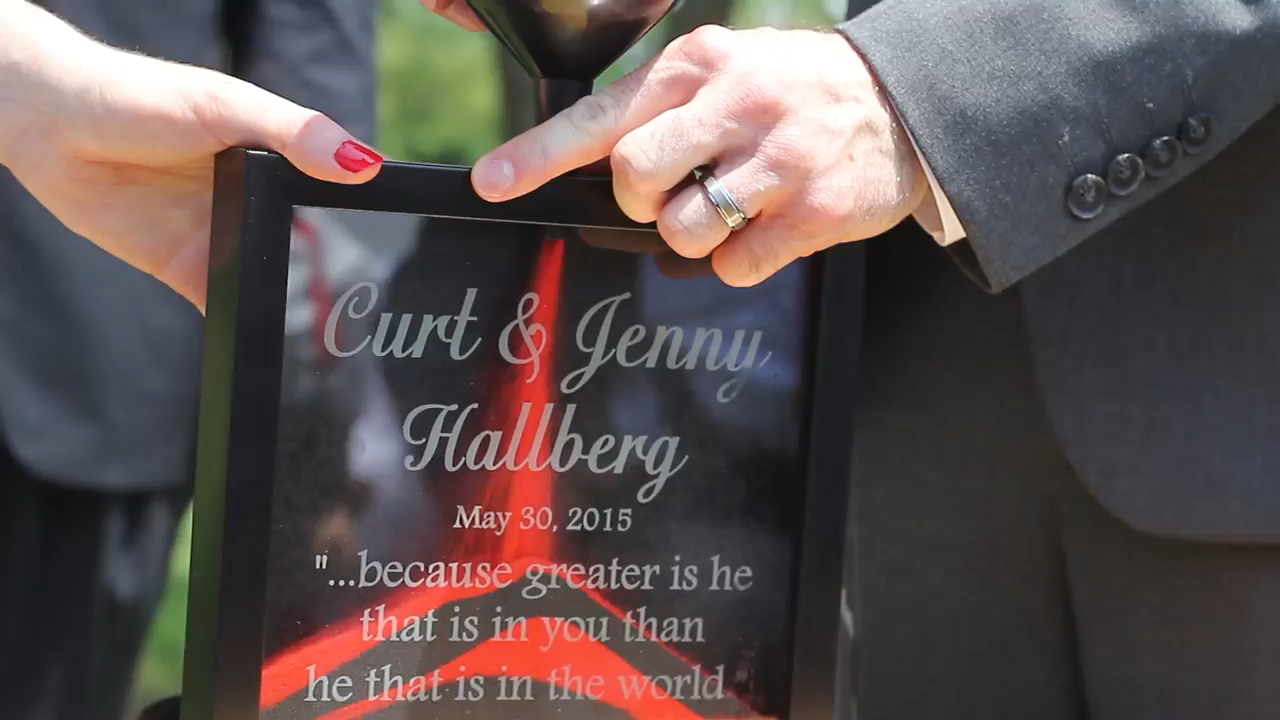 Curt & Jenny
Hallberg
May 30, 2015
"...because greater is he
that is in you than
he that is in the world"